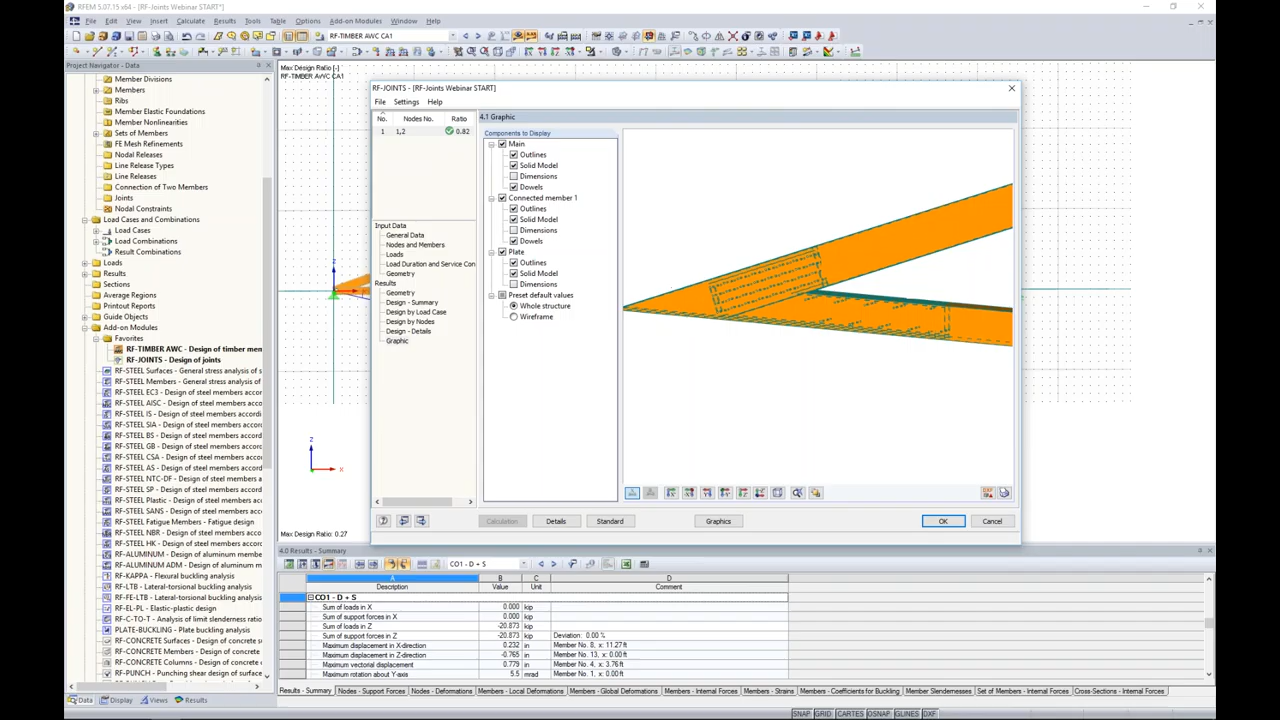 RFEM 5.07.15 x64 - [RF-Joints Webinar START*]
File Edit View Insert Calculate Results Tools Table Options Add-on Modules Window Help
RF-TIMBER AWC CA1
Project Navigator - Data
Member Divisions
Members
Ribs
Member Elastic Foundations
Member Nonlinearities
Sets of Members
FE Mesh Refinements
Nodal Releases
Line Release Types
Line Releases
Connection of Two Members
Joints
Nodal Constraints
Load Cases and Combinations
Load Cases
Load Combinations
Result Combinations
Loads
Results
Sections
Average Regions
Printout Reports
Guide Objects
Add-on Modules
Favorites
RF-TIMBER AWC - Design of timber mem
RF-JOINTS - Design of joints
RF-STEEL Surfaces - General stress analysis of
RF-STEEL Members - General stress analysis of
RF-STEEL EC3 - Design of steel members accor
RF-STEEL AISC - Design of steel members acco
RF-STEEL IS - Design of steel members accordi
RF-STEEL SIA - Design of steel members accor
RF-STEEL BS - Design of steel members accord
RF-STEEL GB - Design of steel members accord
RF-STEEL CSA - Design of steel members acco
RF-STEEL AS - Design of steel members accord
RF-STEEL NTC-DF - Design of steel members a
RF-STEEL SP - Design of steel members accord
RF-STEEL Plastic - Design of steel members acc
RF-STEEL SANS - Design of steel members acc
RF-STEEL Fatigue Members - Fatigue design
RF-STEEL NBR - Design of steel members acco
RF-STEEL HK - Design of steel members accord
RF-ALUMINUM - Design of aluminum membe
RF-ALUMINUM ADM - Design of aluminum m
RF-KAPPA - Flexural buckling analysis
RF-LTB - Lateral-torsional buckling analysis
RF-FE-LTB - Lateral-torsional buckling analysis
RF-EL-PL - Elastic-plastic design
RF-C-TO-T - Analysis of limit slenderness ratio
PLATE-BUCKLING - Plate buckling analysis
RF-CONCRETE Surfaces - Design of concrete s
RF-CONCRETE Members - Design of concrete
RF-CONCRETE Columns - Design of concrete
RF-PUNCH - Punching shear design of surface
Data Display Views Results
Max Design Ratio [-]
RF-TIMBER AWC CA1
Z
X
Max Design Ratio: 0.27
RF-JOINTS - [RF-Joints Webinar START]
File Settings Help
No. Nodes No. Ratio
1 1,2 0.82
Input Data
General Data
Nodes and Members
Loads
Load Duration and Service Con
Geometry
Results
Geometry
Design - Summary
Design by Load Case
Design by Nodes
Design - Details
Graphic
4.1 Graphic
Components to Display
Main
Outlines
Solid Model
Dimensions
Dowels
Connected member 1
Outlines
Solid Model
Dimensions
Dowels
Plate
Outlines
Solid Model
Dimensions
Preset default values
Whole structure
Wireframe
Calculation Details Standard Graphics OK Cancel
4.0 Results - Summary
CO1 - D + S
A B C D
Description Value Unit Comment
CO1 - D + S
Sum of loads in X 0.000 kip
Sum of support forces in X 0.000 kip
Sum of loads in Z -20.873 kip
Sum of support forces in Z -20.873 kip Deviation: 0.00 %
Maximum displacement in X-direction 0.232 in Member No. 8, x: 11.27 ft
Maximum displacement in Z-direction -0.765 in Member No. 13, x: 0.00 ft
Maximum vectorial displacement 0.779 in Member No. 4, x: 3.76 ft
Maximum rotation about Y-axis 5.5 mrad Member No. 1, x: 0.00 ft
Results - Summary Nodes - Support Forces Nodes - Deformations Members - Local Deformations Members - Global Deformations Members - Internal Forces Members - Strains Members - Coefficients for Buckling Member Slendernesses Set of Members - Internal Forces Cross-Sections - Internal Forces
SNAP GRID CARTES OSNAP GLINES DXF